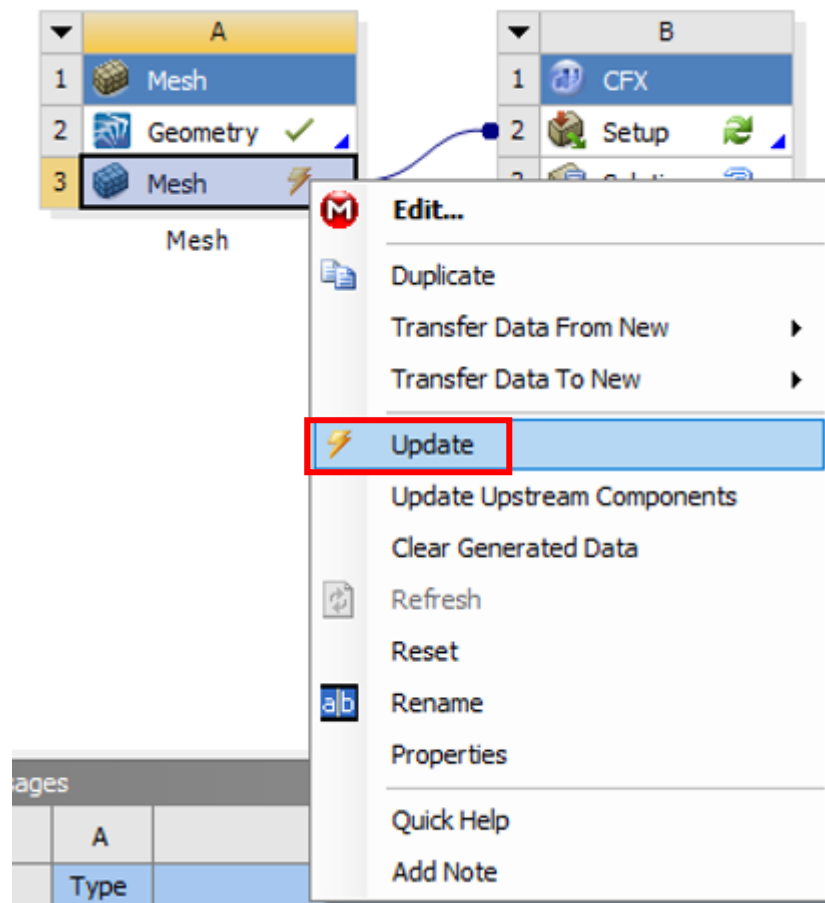 A
1 Mesh
2 Geometry
3 Mesh
Mesh
B
1 CFX
2 Setup
Edit...
Duplicate
Transfer Data From New
Transfer Data To New
Update
Update Upstream Components
Clear Generated Data
Refresh
Reset
a|b Rename
Properties
Quick Help
Add Note
ages
A
Type